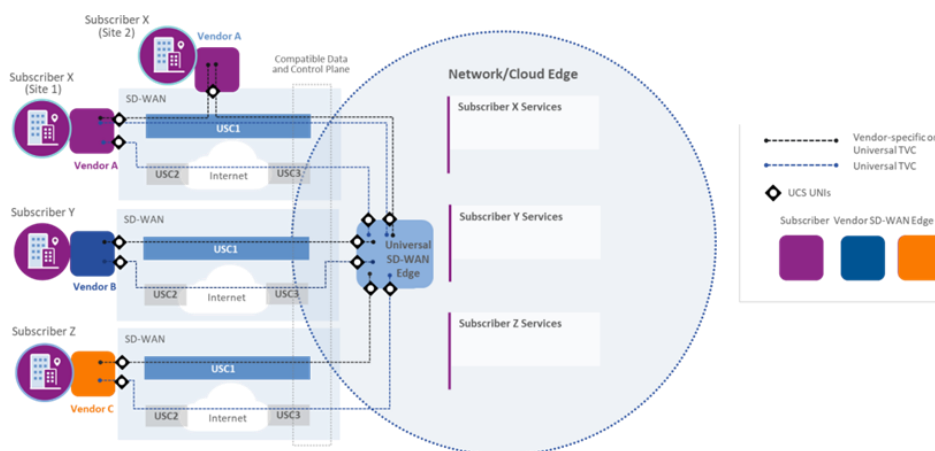 Subscriber X
(Site 2)
Vendor A
Compatible Data
and Control Plane
Network/Cloud Edge
Subscriber X
(Site 1)
SD-WAN
Subscriber X Services
USC1
Vendor A
USC2
Internet
USC3
Vendor-specific or
Universal TVC
Universal TVC
UCS UNIs
Subscriber Vendor SD-WAN Edge
Subscriber Y
SD-WAN
Subscriber Y Services
USC1
Universal
SD-WAN
Edge
Vendor B
USC2
Internet
USC3
Subscriber Z
SD-WAN
Subscriber Z Services
USC1
Vendor C
USC2
Internet
USC3